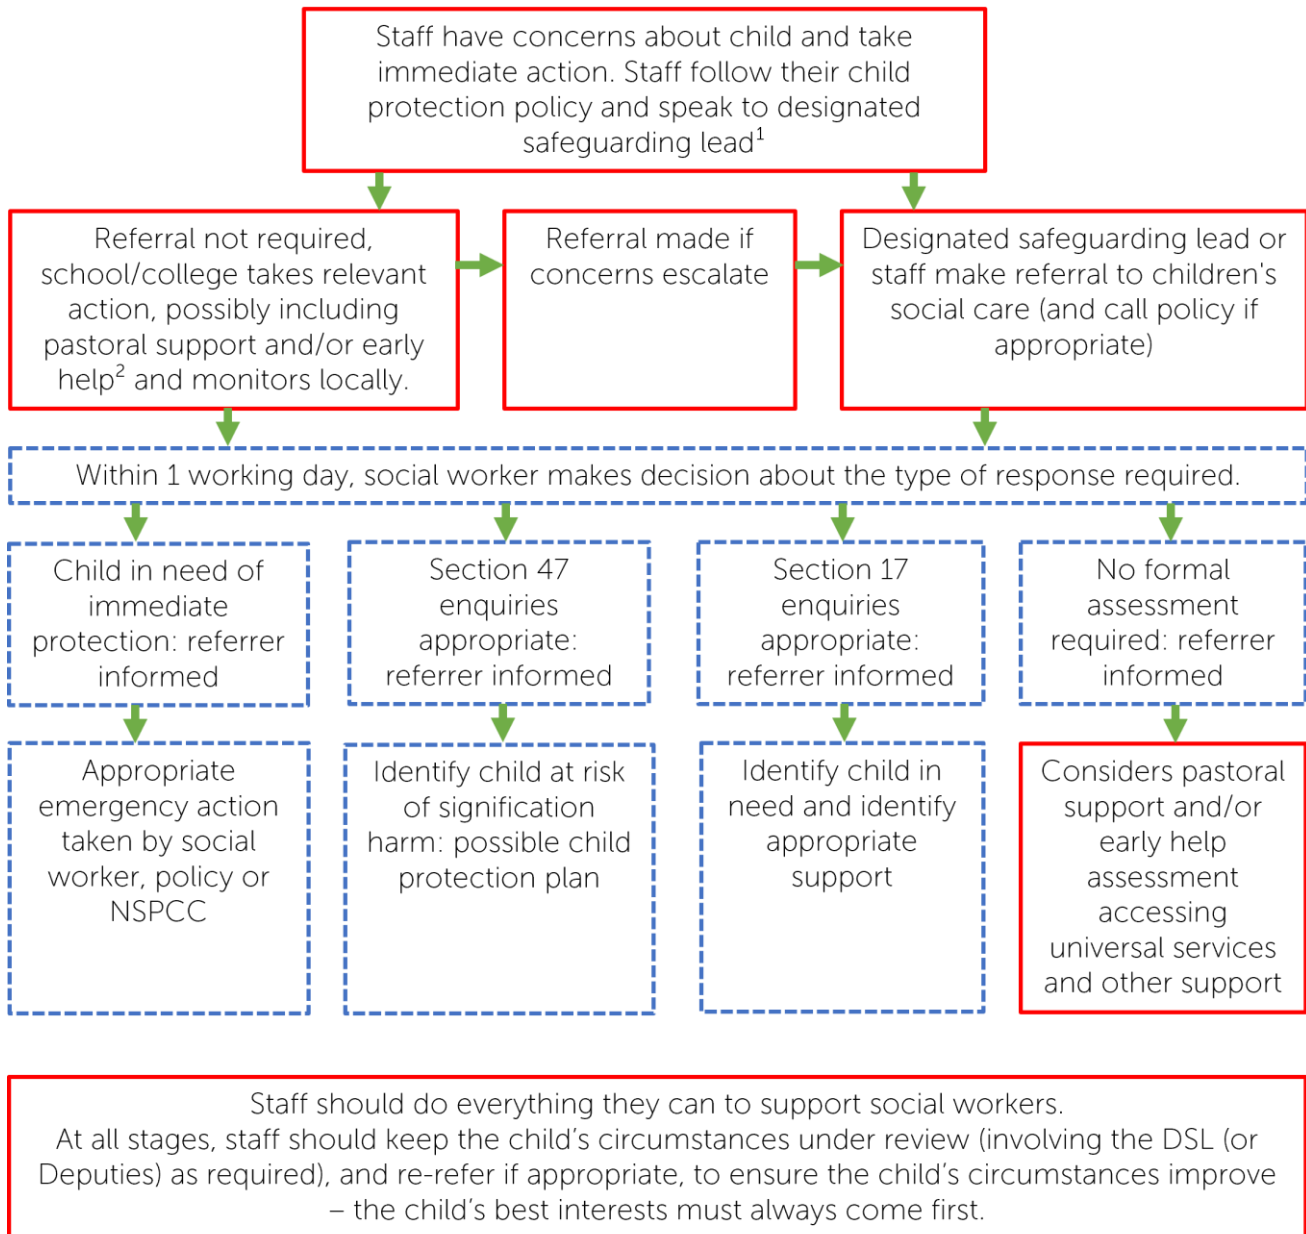 Staff have concerns about child and take
immediate action. Staff follow their child
protection policy and speak to designated
safeguarding lead¹
Referral not required,
school/college takes relevant
action, possibly including
pastoral support and/or early
help² and monitors locally.
Referral made if
concerns escalate
Designated safeguarding lead or
staff make referral to children's
social care (and call policy if
appropriate)
Within 1 working day, social worker makes decision about the type of response required.
Child in need of
immediate
protection: referrer
informed
Section 47
enquiries
appropriate:
referrer informed
Section 17
enquiries
appropriate:
referrer informed
No formal
assessment
required: referrer
informed
Appropriate
emergency action
taken by social
worker, policy or
NSPCC
Identify child at risk
of signification
harm: possible child
protection plan
Identify child in
need and identify
appropriate
support
Considers pastoral
support and/or
early help
assessment
accessing
universal services
and other support
Staff should do everything they can to support social workers.
At all stages, staff should keep the child’s circumstances under review (involving the DSL (or
Deputies) as required), and re-refer if appropriate, to ensure the child’s circumstances improve
– the child’s best interests must always come first.